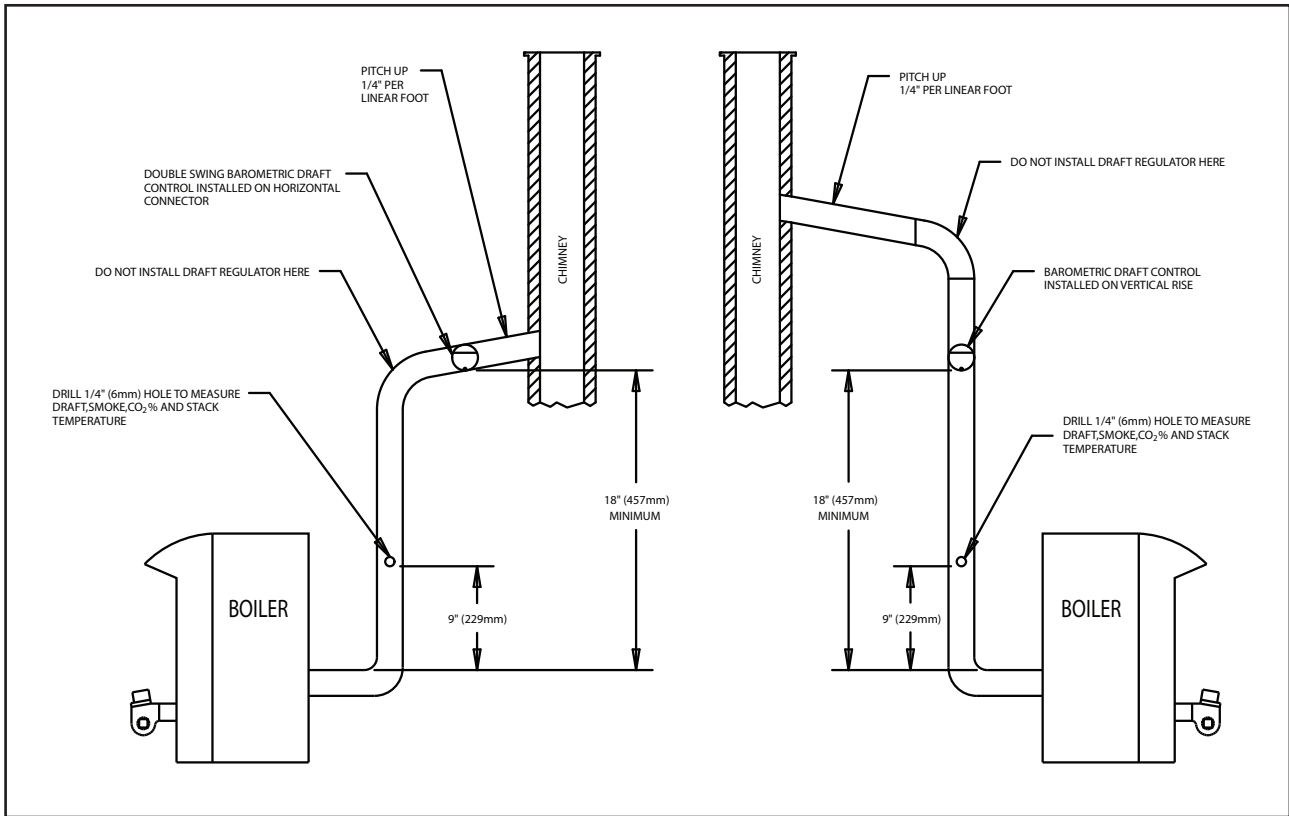 PITCH UP
1/4" PER
LINEAR FOOT
DOUBLE SWING BAROMETRIC DRAFT
CONTROL INSTALLED ON HORIZONTAL
CONNECTOR
DO NOT INSTALL DRAFT REGULATOR HERE
DRILL 1/4" (6mm) HOLE TO MEASURE
DRAFT,SMOKE,CO₂% AND STACK
TEMPERATURE
CHIMNEY
18" (457mm)
MINIMUM
9" (229mm)
BOILER
PITCH UP
1/4" PER LINEAR FOOT
DO NOT INSTALL DRAFT REGULATOR HERE
CHIMNEY
BAROMETRIC DRAFT CONTROL
INSTALLED ON VERTICAL RISE
DRILL 1/4" (6mm) HOLE TO MEASURE
DRAFT,SMOKE,CO₂% AND STACK
TEMPERATURE
18" (457mm)
MINIMUM
9" (229mm)
BOILER